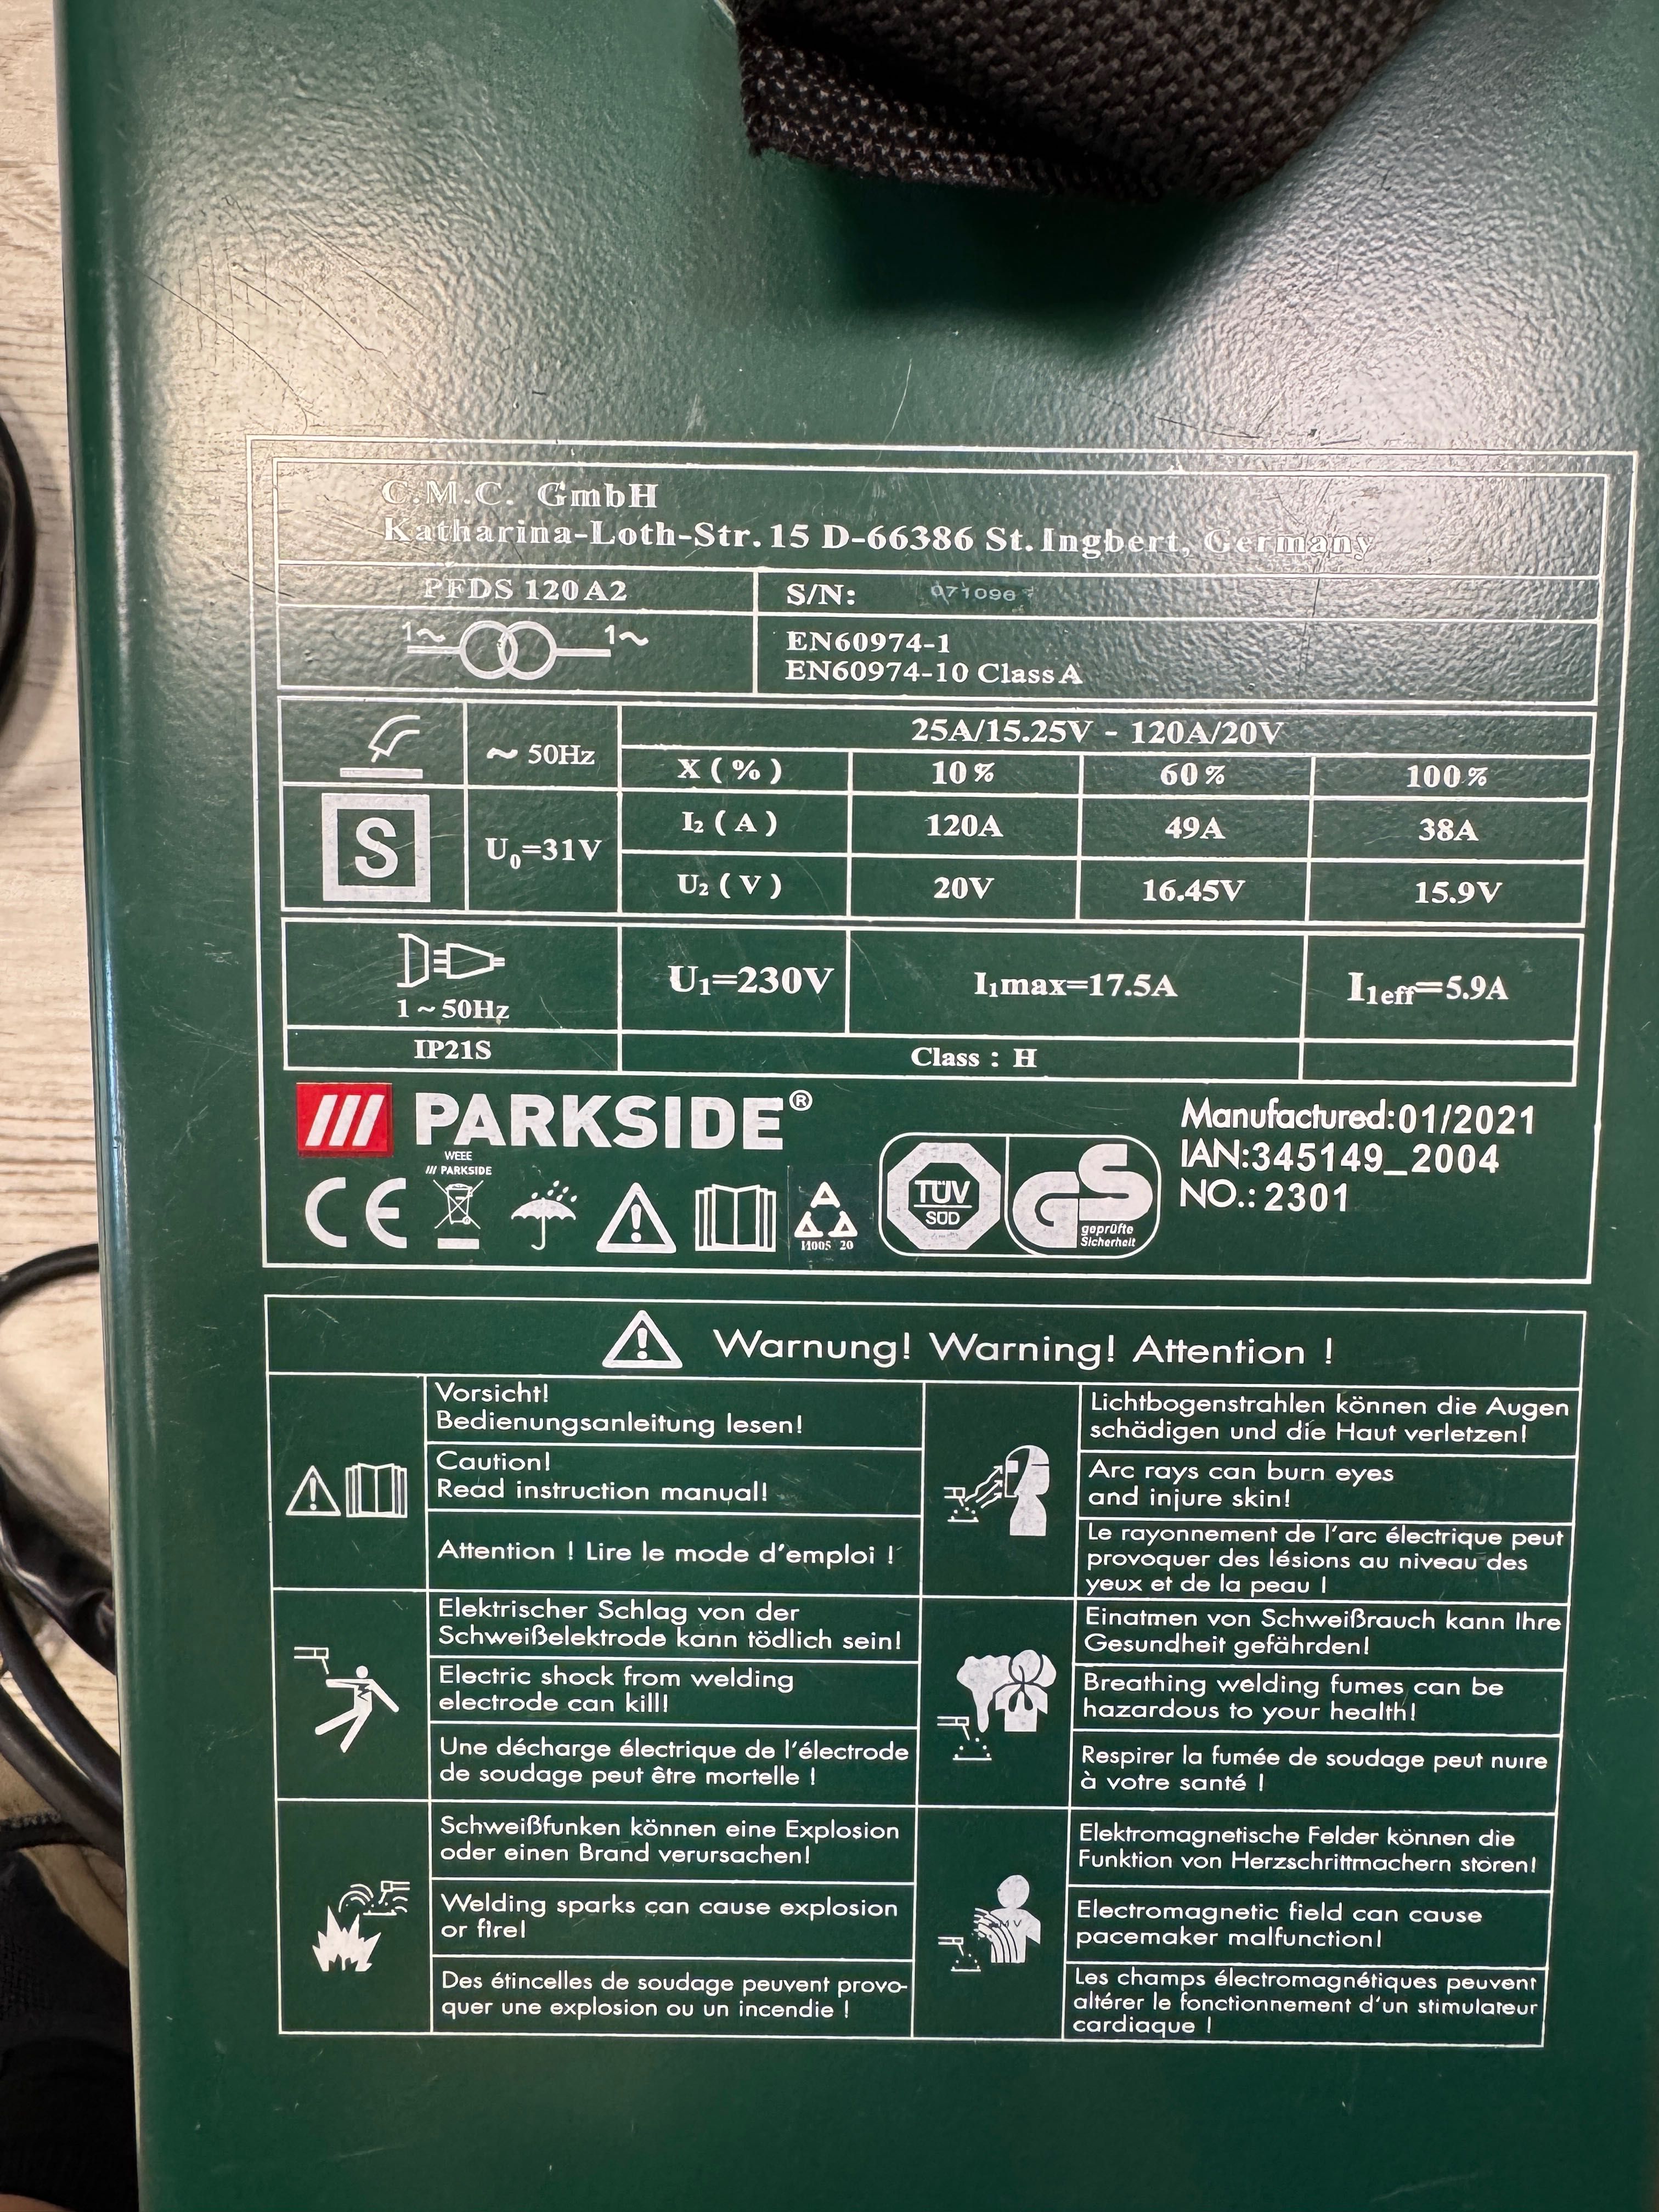 C.M.C. GmbH
Katharina-Loth-Str. 15 D-66386 St. Ingbert, Germany
PFDS 120 A2
S/N: 071096
1~ 1~
EN60974-1
EN60974-10 Class A
~ 50Hz
25A/15.25V - 120A/20V
X ( % ) 10 % 60 % 100 %
S
U₀=31V
I₂ ( A ) 120A 49A 38A
U₂ ( V ) 20V 16.45V 15.9V
1 ~ 50Hz
U₁=230V
I₁max=17.5A
I₁eff=5.9A
IP21S
Class : H
/// PARKSIDE®
Manufactured:01/2021
IAN:345149_2004
NO.: 2301
WEEE
/// PARKSIDE
CE
TÜV
SÜD
GS
geprüfte
Sicherheit
Warnung! Warning! Attention !
Vorsicht!
Bedienungsanleitung lesen!
Caution!
Read instruction manual!
Attention ! Lire le mode d'emploi !
Lichtbogenstrahlen können die Augen
schädigen und die Haut verletzen!
Arc rays can burn eyes
and injure skin!
Le rayonnement de l'arc électrique peut
provoquer des lésions au niveau des
yeux et de la peau !
Elektrischer Schlag von der
Schweißelektrode kann tödlich sein!
Electric shock from welding
electrode can kill!
Une décharge électrique de l'électrode
de soudage peut être mortelle !
Einatmen von Schweißrauch kann Ihre
Gesundheit gefährden!
Breathing welding fumes can be
hazardous to your health!
Respirer la fumée de soudage peut nuire
à votre santé !
Schweißfunken können eine Explosion
oder einen Brand verursachen!
Welding sparks can cause explosion
or fire!
Des étincelles de soudage peuvent provo-
quer une explosion ou un incendie !
Elektromagnetische Felder können die
Funktion von Herzschrittmachern stören!
Electromagnetic field can cause
pacemaker malfunction!
Les champs électromagnétiques peuvent
altérer le fonctionnement d'un stimulateur
cardiaque !